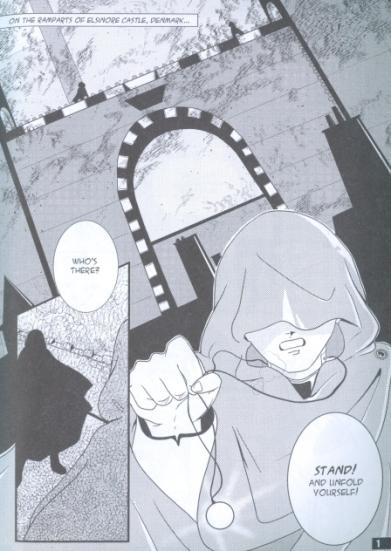 ON THE RAMPARTS OF ELSINORE CASTLE, DENMARK...
WHO'S
THERE?
STAND!
AND UNFOLD
YOURSELF!
1